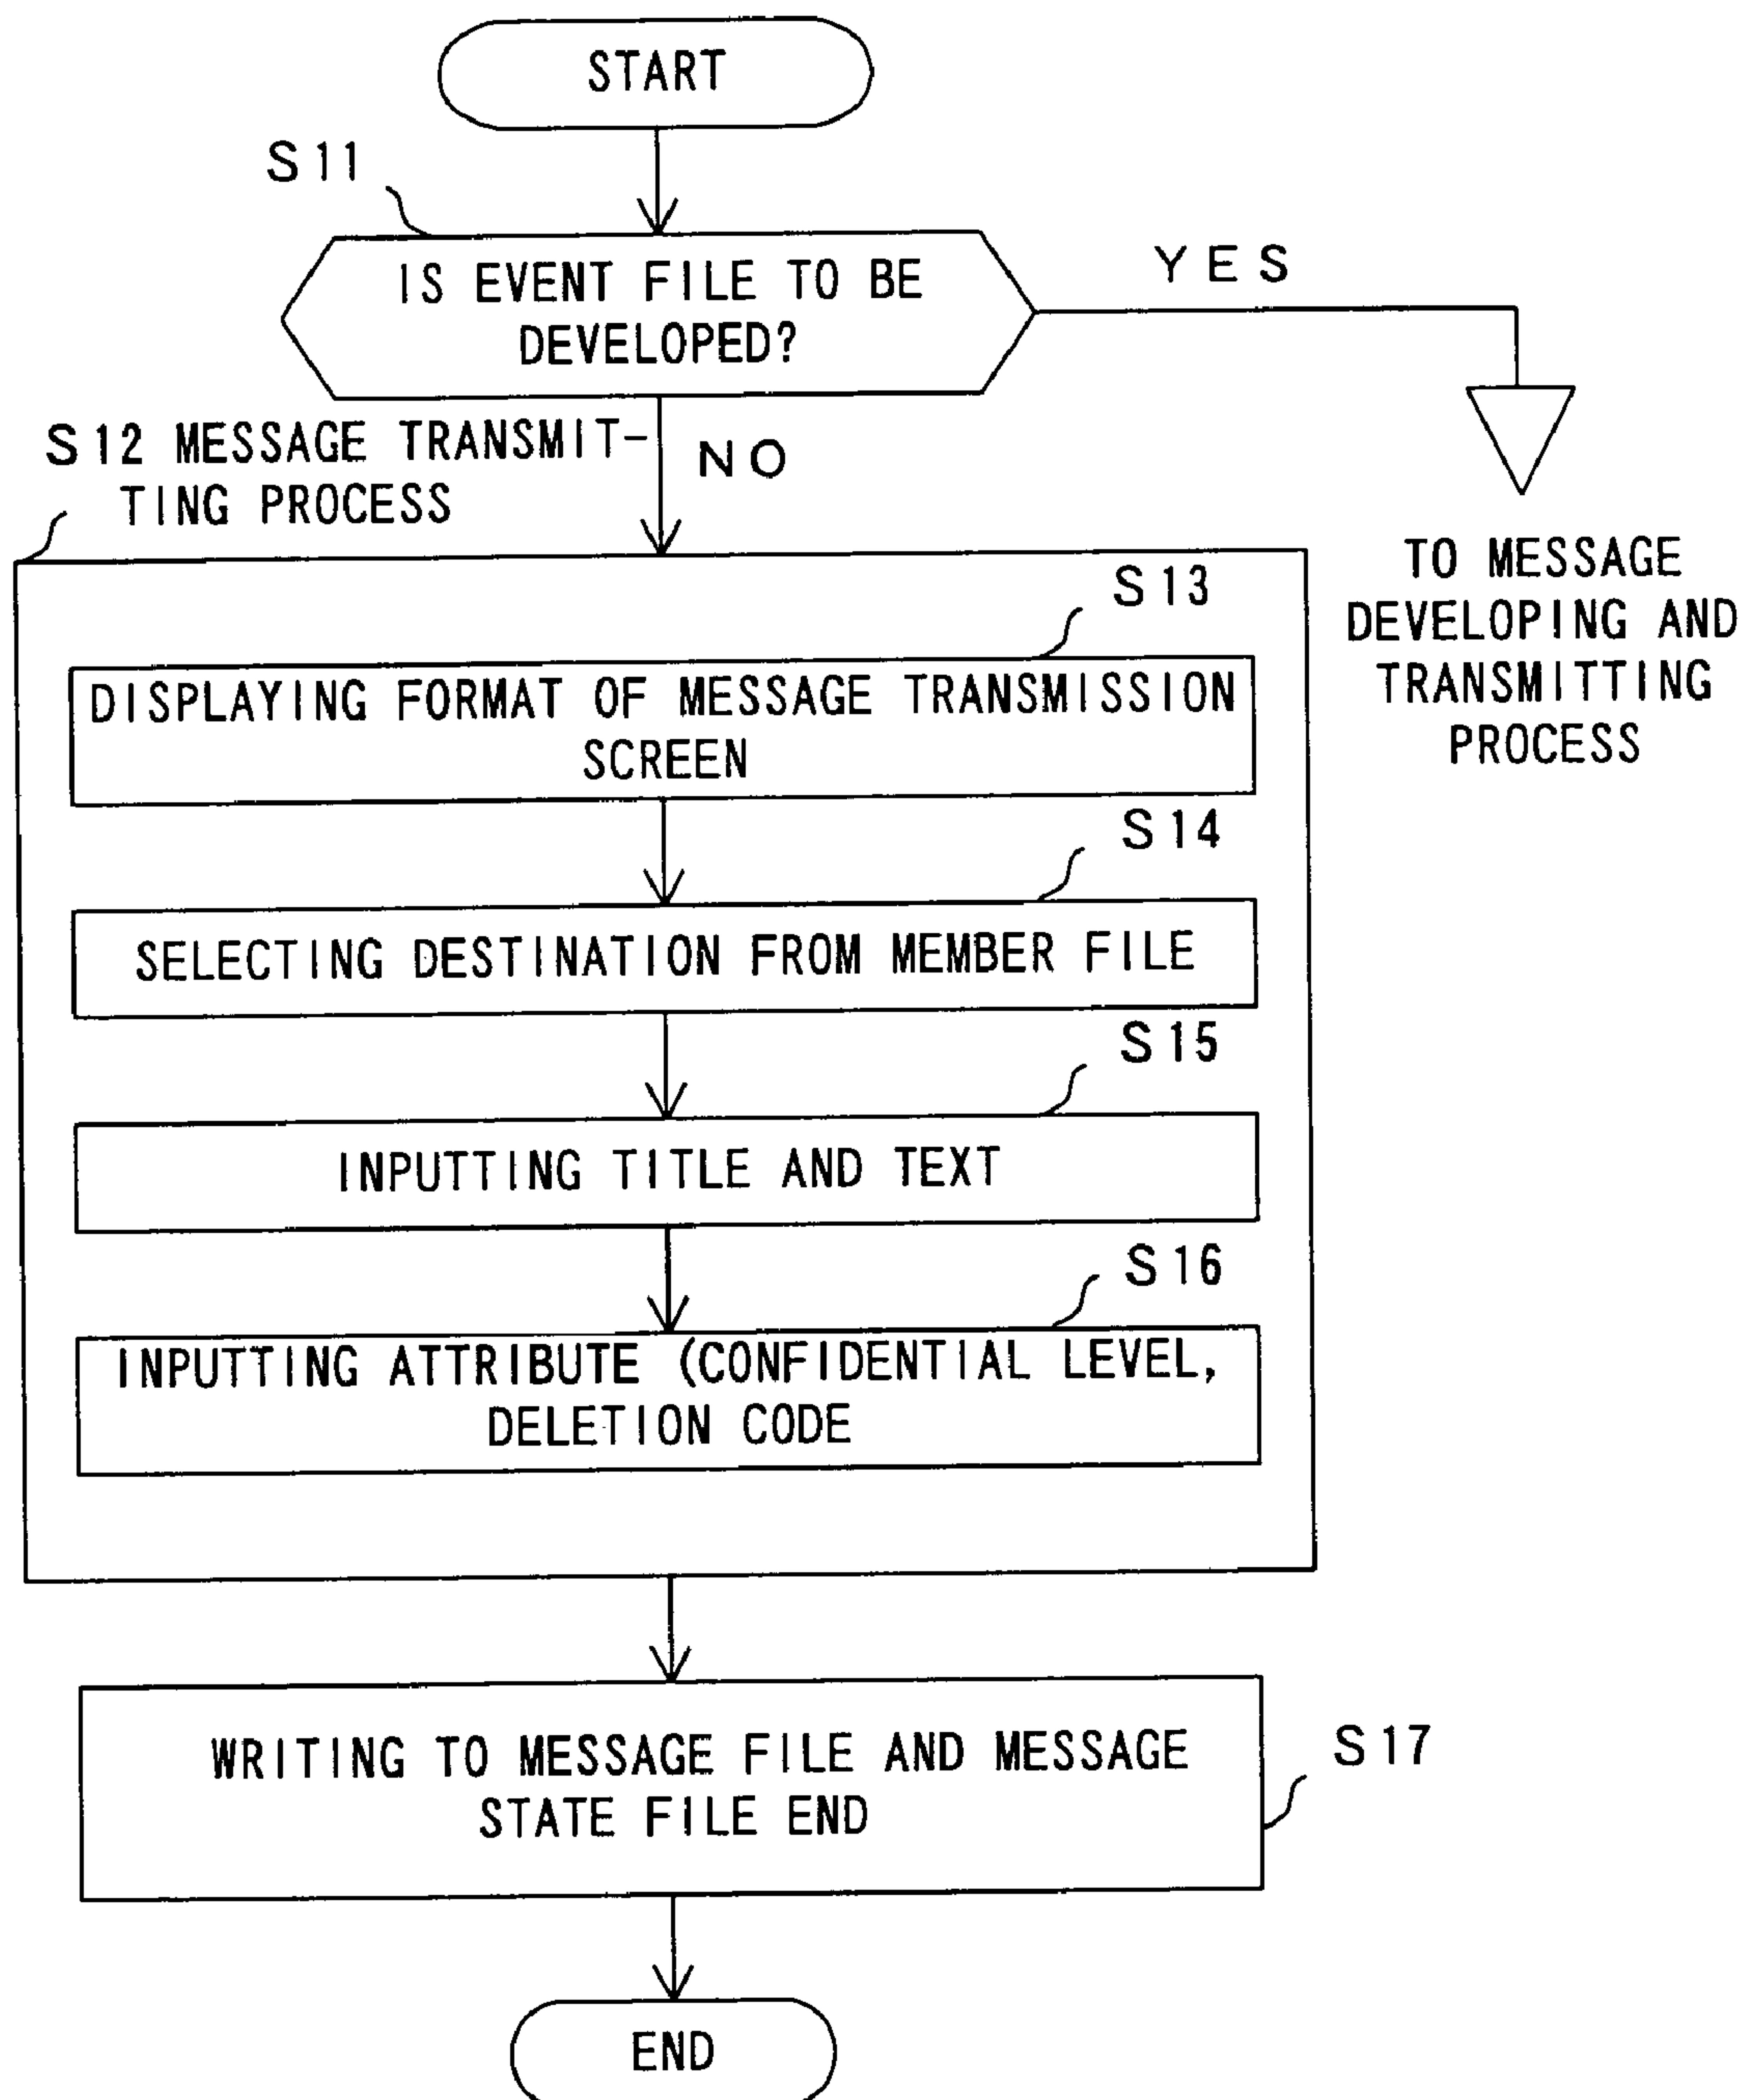 START
S11
IS EVENT FILE TO BE
DEVELOPED?
YES
S12 MESSAGE TRANSMIT-
TING PROCESS
NO
TO MESSAGE
DEVELOPING AND
TRANSMITTING
PROCESS
S13
DISPLAYING FORMAT OF MESSAGE TRANSMISSION
SCREEN
S14
SELECTING DESTINATION FROM MEMBER FILE
S15
INPUTTING TITLE AND TEXT
S16
INPUTTING ATTRIBUTE (CONFIDENTIAL LEVEL,
DELETION CODE
WRITING TO MESSAGE FILE AND MESSAGE
STATE FILE END
S17
END